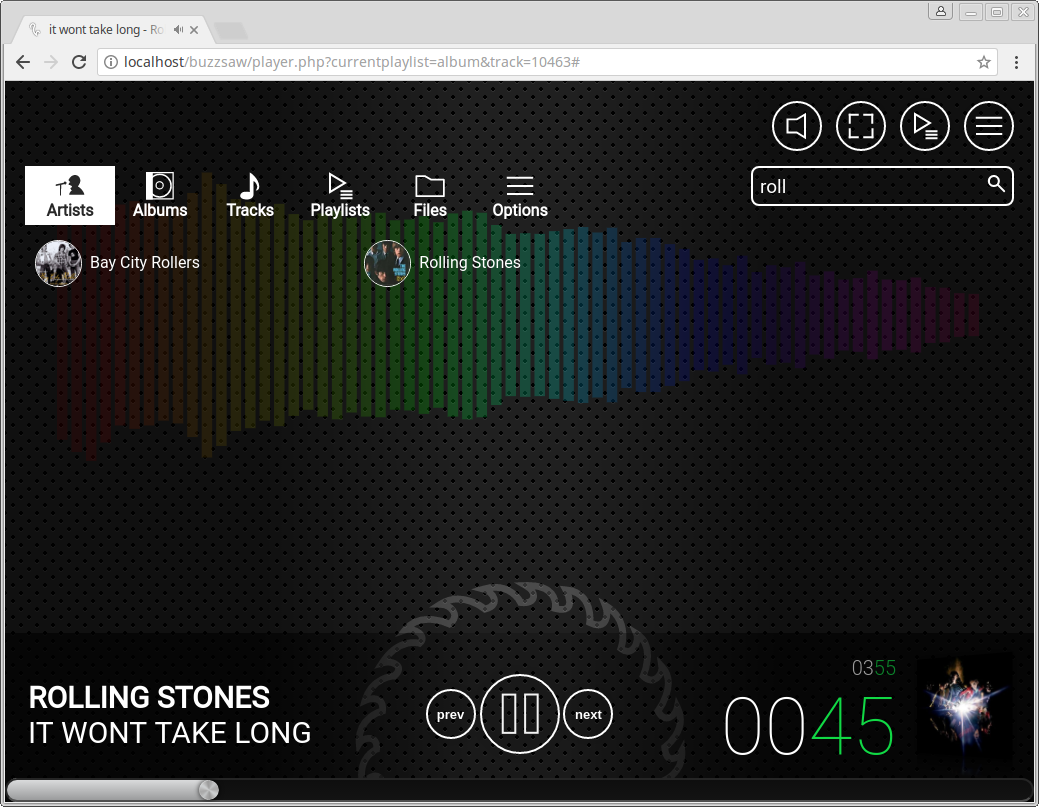 it wont take long - Ro
localhost/buzzsaw/player.php?currentplaylist=album&track=10463#
roll
Artists
Albums
Tracks
Playlists
Files
Options
Bay City Rollers
Rolling Stones
0355
ROLLING STONES
IT WONT TAKE LONG
prev
next
0045